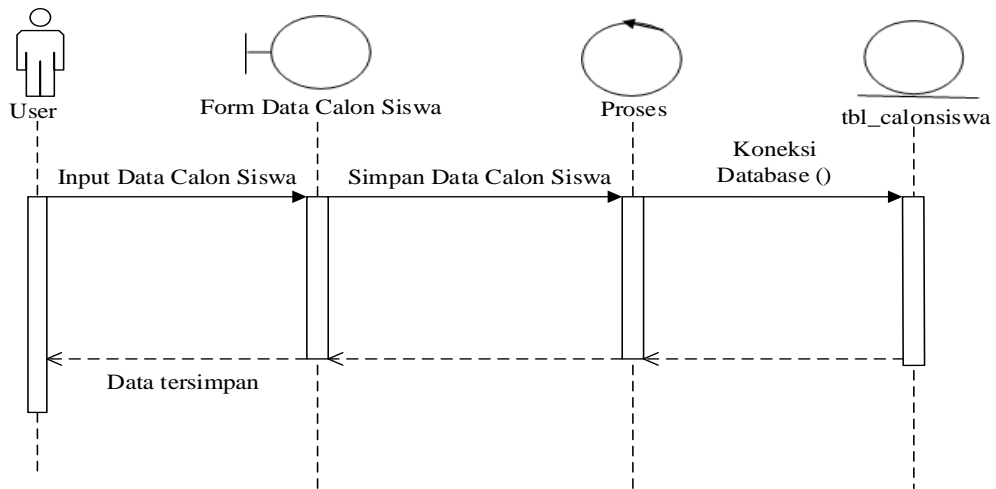 User
Form Data Calon Siswa
Proses
tbl_calonsiswa
Input Data Calon Siswa
Simpan Data Calon Siswa
Koneksi
Database ()
Data tersimpan